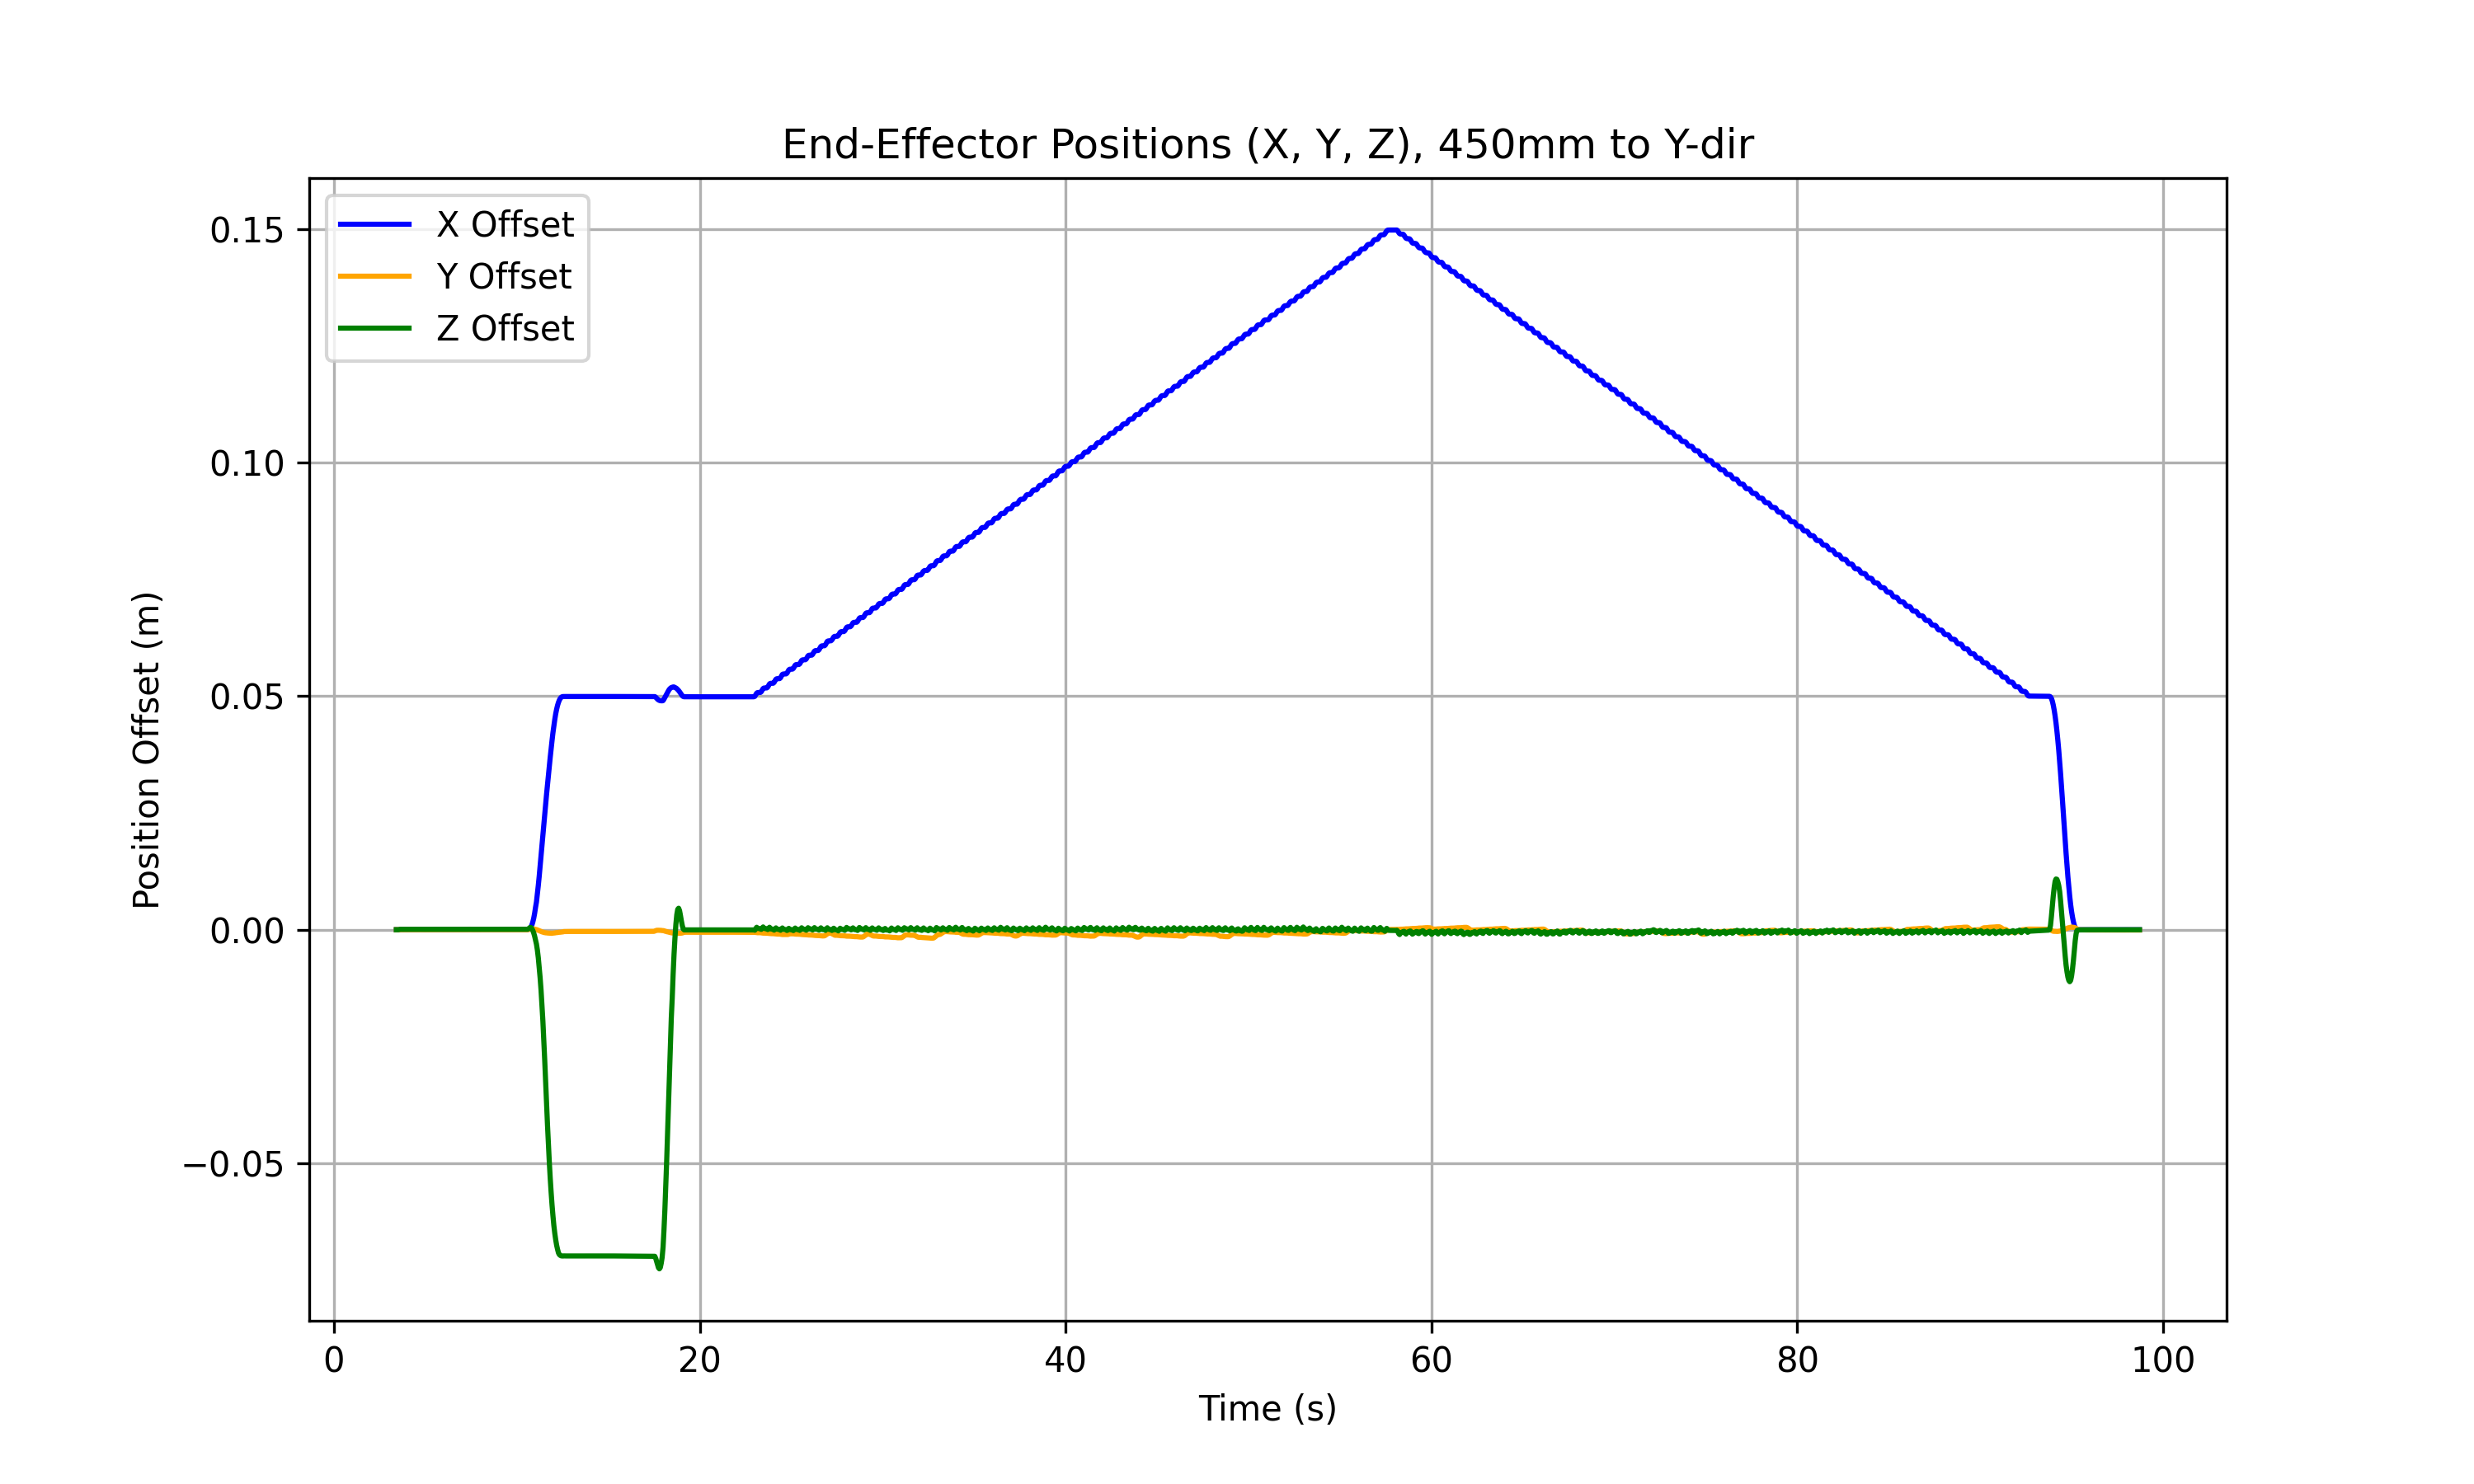 End-Effector Positions (X, Y, Z), 450mm to Y-dir
X Offset
Y Offset
Z Offset
0.15
0.10
0.05
0.00
−0.05
Position Offset (m)
0 20 40 60 80 100
Time (s)